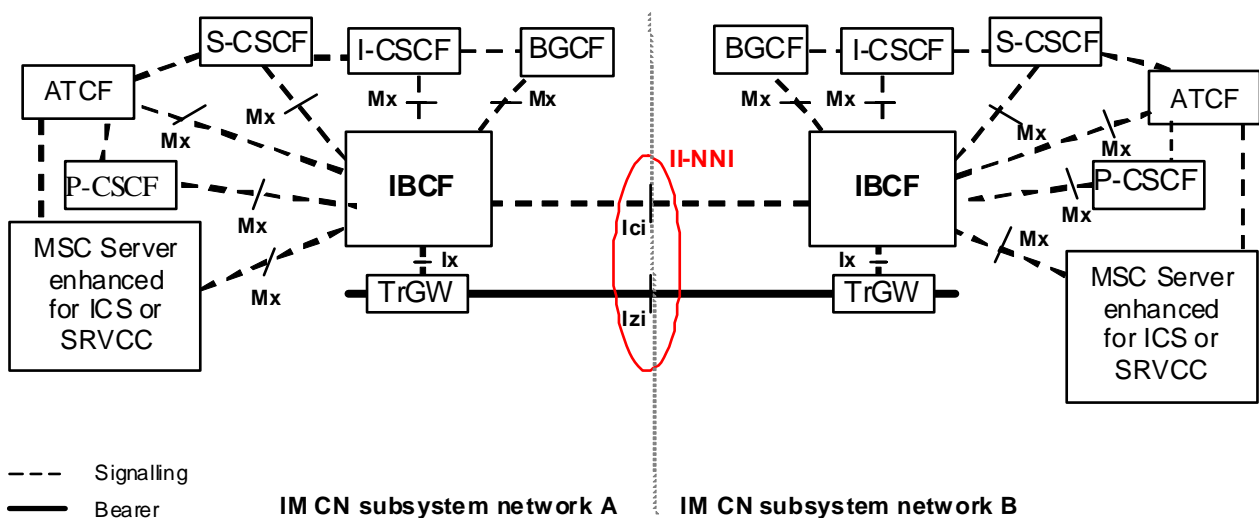 S-CSCF
I-CSCF
BGCF
ATCF
Mx
Mx
Mx
Mx
P-CSCF
Mx
IBCF
MSC Server
enhanced
for ICS or
SRVCC
Mx
Ix
TrGW
II-NNI
Ici
Izi
BGCF
I-CSCF
S-CSCF
ATCF
Mx
Mx
Mx
Mx
P-CSCF
Mx
IBCF
Mx
MSC Server
enhanced
for ICS or
SRVCC
Ix
TrGW
Signalling
Bearer
IM CN subsystem network A
IM CN subsystem network B